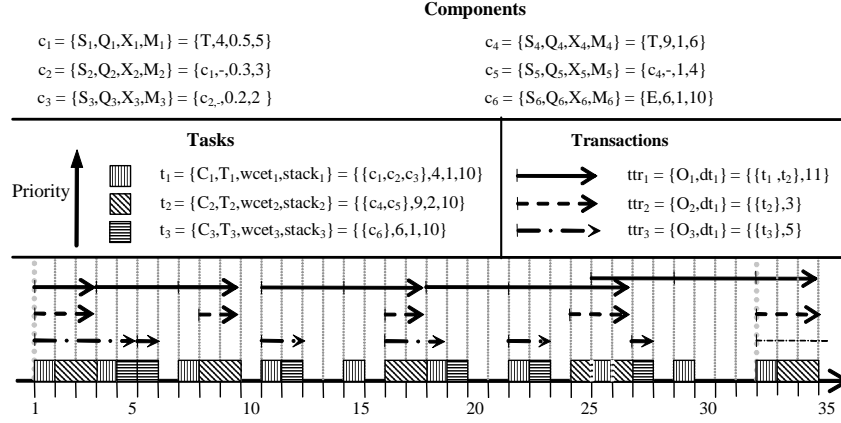 Components
c1 = {S1,Q1,X1,M1} = {T,4,0.5,5}
c4 = {S4,Q4,X4,M4} = {T,9,1,6}
c2 = {S2,Q2,X2,M2} = {c1,-,0.3,3}
c5 = {S5,Q5,X5,M5} = {c4,-,1,4}
c3 = {S3,Q3,X3,M3} = {c2,-,0.2,2 }
c6 = {S6,Q6,X6,M6} = {E,6,1,10}
Tasks
Transactions
Priority
t1 = {C1,T1,wcet1,stack1} = {{c1,c2,c3},4,1,10}
ttr1 = {O1,dt1} = {{t1 ,t2},11}
t2 = {C2,T2,wcet2,stack2} = {{c4,c5},9,2,10}
ttr2 = {O2,dt1} = {{t2},3}
t3 = {C3,T3,wcet3,stack3} = {{c6},6,1,10}
ttr3 = {O3,dt1} = {{t3},5}
1 5 10 15 20 25 30 35